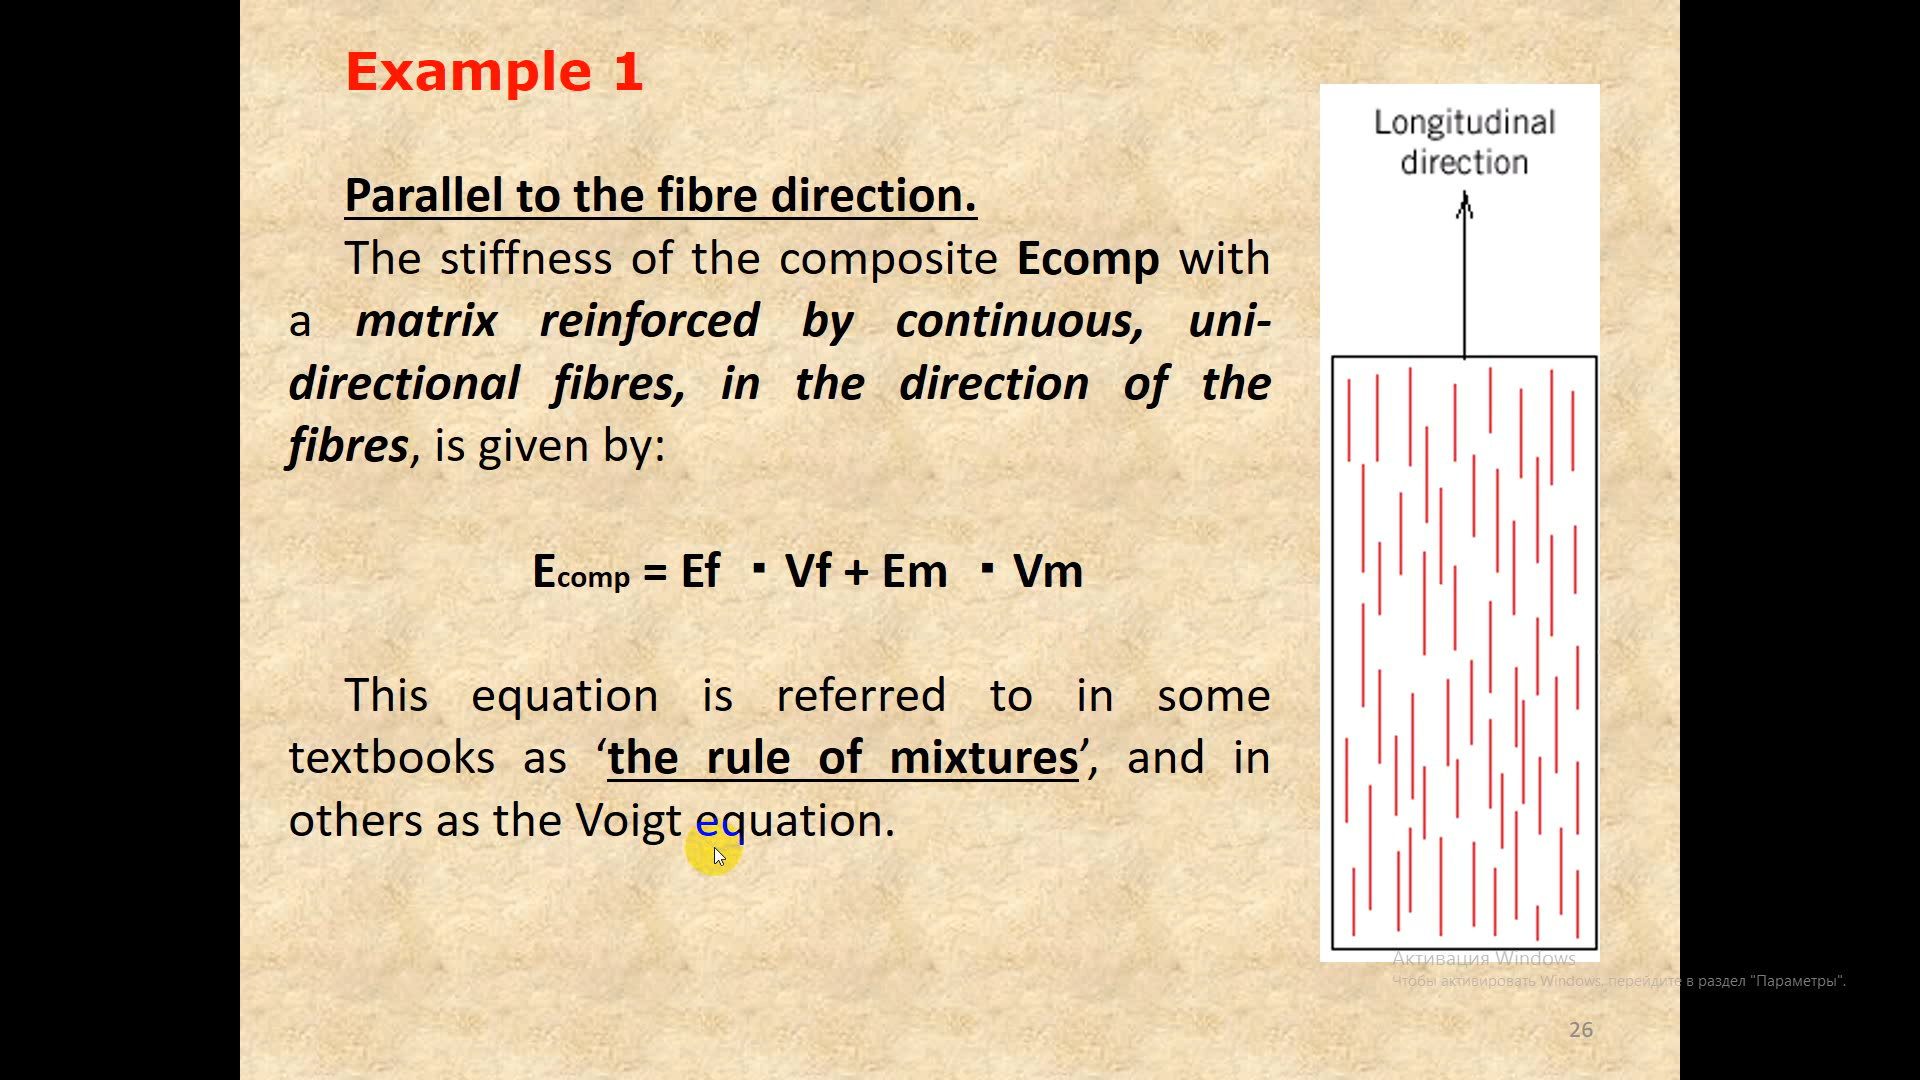 Example 1
Parallel to the fibre direction.
The stiffness of the composite Ecomp with
a matrix reinforced by continuous, uni-
directional fibres, in the direction of the
fibres, is given by:
Ecomp = Ef · Vf + Em · Vm
This equation is referred to in some
textbooks as ‘the rule of mixtures’, and in
others as the Voigt equation.
Longitudinal
direction
Активация Windows
Чтобы активировать Windows, перейдите в раздел "Параметры".
26